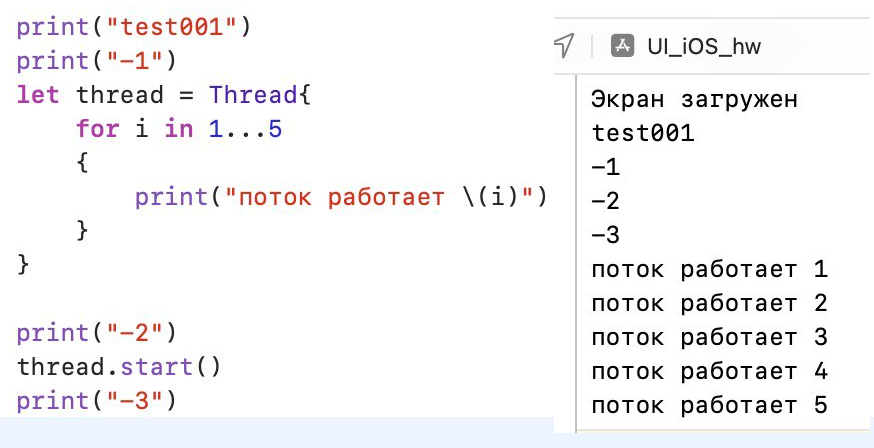 print("test001")
print("-1")
let thread = Thread{
    for i in 1...5
    {
        print("поток работает \(i)")
    }
}
print("-2")
thread.start()
print("-3")
UI_iOS_hw
Экран загружен
test001
-1
-2
-3
поток работает 1
поток работает 2
поток работает 3
поток работает 4
поток работает 5